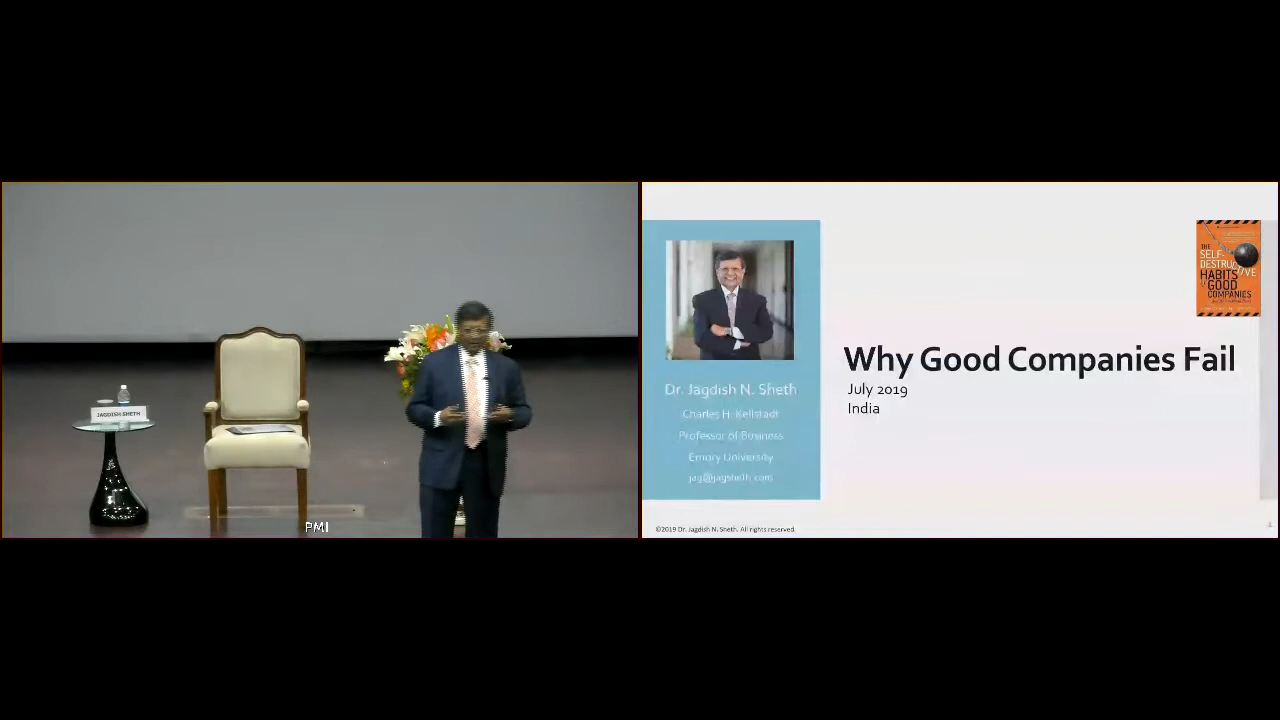 JAGDISH SHETH
PMI
Dr. Jagdish N. Sheth
Charles H. Kellstadt
Professor of Business
Emory University
jag@jagsheth.com
Why Good Companies Fail
July 2019
India
THE
SELF-
DESTRUCTIVE
HABITS
OF GOOD
COMPANIES
©2019 Dr. Jagdish N. Sheth. All rights reserved.